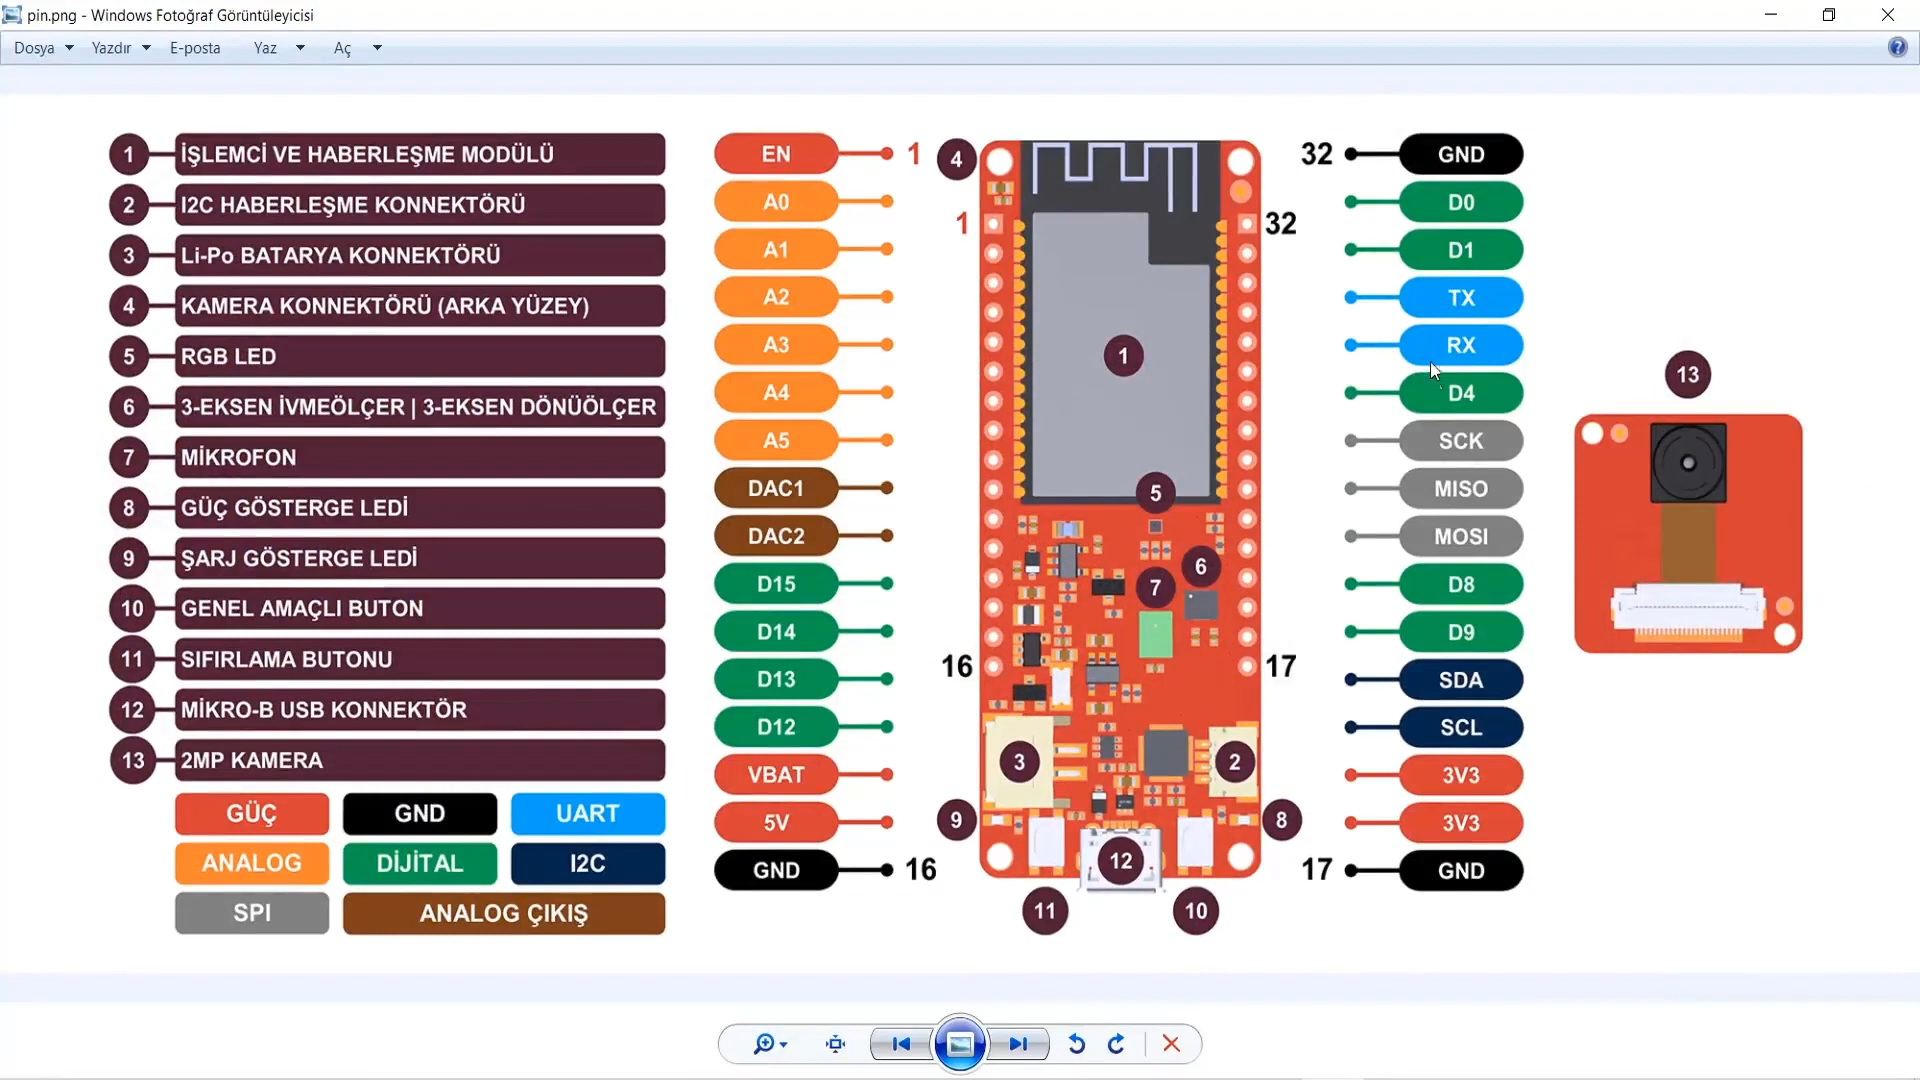 pin.png - Windows Fotoğraf Görüntüleyicisi
Dosya Yazdır E-posta Yaz Aç
1 İŞLEMCİ VE HABERLEŞME MODÜLÜ
2 I2C HABERLEŞME KONNEKTÖRÜ
3 Li-Po BATARYA KONNEKTÖRÜ
4 KAMERA KONNEKTÖRÜ (ARKA YÜZEY)
5 RGB LED
6 3-EKSEN İVMEÖLÇER | 3-EKSEN DÖNÜÖLÇER
7 MİKROFON
8 GÜÇ GÖSTERGE LEDİ
9 ŞARJ GÖSTERGE LEDİ
10 GENEL AMAÇLI BUTON
11 SIFIRLAMA BUTONU
12 MİKRO-B USB KONNEKTÖR
13 2MP KAMERA
GÜÇ GND UART
ANALOG DİJİTAL I2C
SPI ANALOG ÇIKIŞ
EN 1
A0
A1
A2
A3
A4
A5
DAC1
DAC2
D15
D14
D13
D12
VBAT
5V
GND 16
4
1 32
1
5
6
7
16 17
3 2
9 8
12
11 10
32 GND
D0
D1
TX
RX
D4
SCK
MISO
MOSI
D8
D9
SDA
SCL
3V3
3V3
17 GND
13